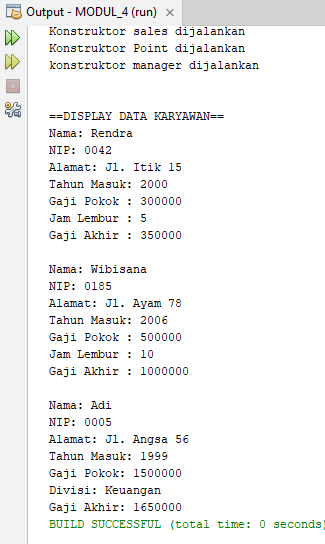 Output - MODUL_4 (run)
Konstruktor sales dijalankan
Konstruktor Point dijalankan
konstruktor manager dijalankan
==DISPLAY DATA KARYAWAN==
Nama: Rendra
NIP: 0042
Alamat: Jl. Itik 15
Tahun Masuk: 2000
Gaji Pokok : 300000
Jam Lembur : 5
Gaji Akhir : 350000
Nama: Wibisana
NIP: 0185
Alamat: Jl. Ayam 78
Tahun Masuk: 2006
Gaji Pokok : 500000
Jam Lembur : 10
Gaji Akhir : 1000000
Nama: Adi
NIP: 0005
Alamat: Jl. Angsa 56
Tahun Masuk: 1999
Gaji Pokok: 1500000
Divisi: Keuangan
Gaji Akhir: 1650000
BUILD SUCCESSFUL (total time: 0 seconds)